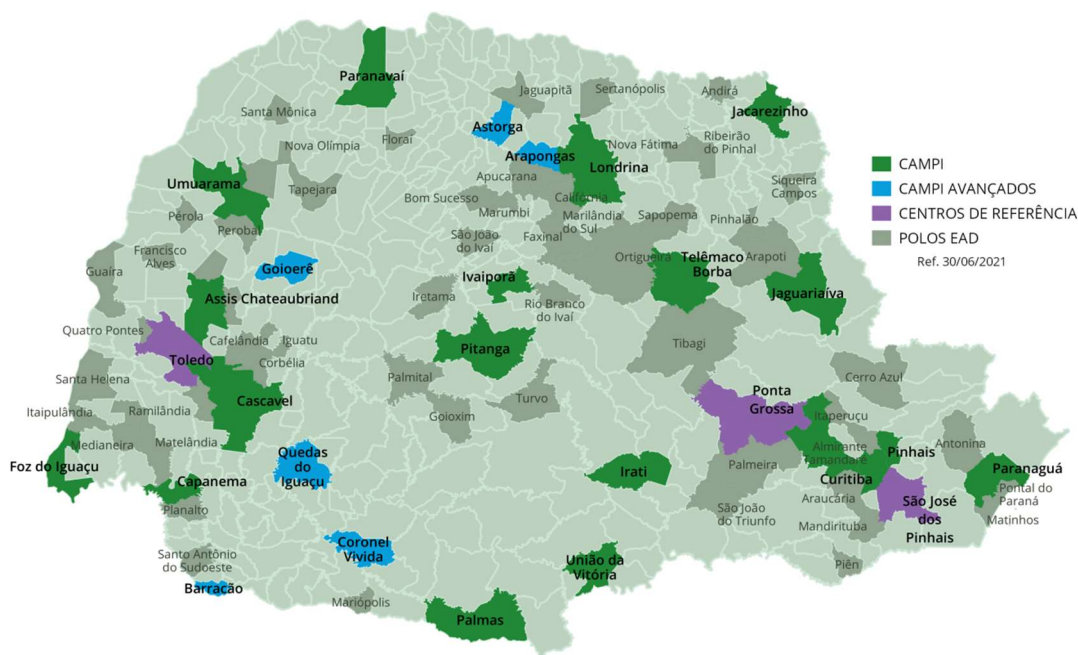 Paranavaí
Jaguapitã
Sertanópolis
Andirá
Santa Mônica
Astorga
Jacarezinho
Floraí
Nova Fátima
Ribeirão
do Pinhal
Nova Olímpia
Arapongas
Londrina
CAMPI
Umuarama
Tapejara
Apucarana
Siqueira
Campos
CAMPI AVANÇADOS
Bom Sucesso
Califórnia
CENTROS DE REFERÊNCIA
Pérola
Marumbi
Marilândia
do Sul
Sapopema
Pinhalão
Perobal
São João
do Ivaí
Faxinal
POLOS EAD
Francisco
Alves
Ortigueira
Telêmaco
Borba
Arapoti
Ref. 30/06/2021
Guaíra
Goioerê
Ivaiporã
Assis Chateaubriand
Iretama
Rio Branco
do Ivaí
Jaguariaíva
Quatro Pontes
Cafelândia
Iguatu
Pitanga
Tibagi
Toledo
Corbélia
Santa Helena
Palmital
Cerro Azul
Cascavel
Turvo
Ponta
Grossa
Itaipulândia
Ramilândia
Goioxim
Itaperuçu
Medianeira
Matelândia
Quedas
do
Iguaçu
Almirante
Tamandaré
Pinhais
Antonina
Foz do Iguaçu
Irati
Palmeira
Paranaguá
Capanema
Curitiba
Planalto
Araucária
São José
dos
Pinhais
Pontal do
Paraná
São João
do Triunfo
Mandirituba
Matinhos
Coronel
Vivida
Santo Antônio
do Sudoeste
União da
Vitória
Piên
Barracão
Mariópolis
Palmas